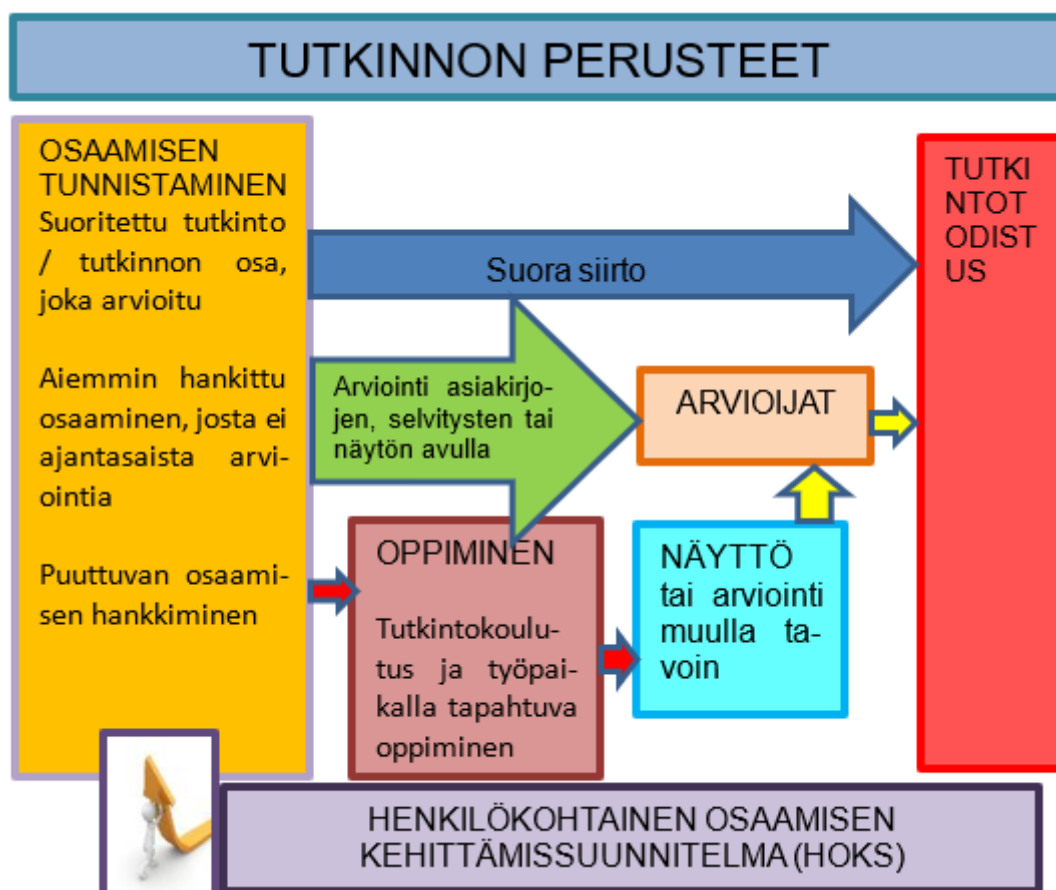 TUTKINNON PERUSTEET
OSAAMISEN
TUNNISTAMINEN
Suoritettu tutkinto
/ tutkinnon osa,
joka arvioitu
Aiemmin hankittu
osaaminen, josta ei
ajantasaista arvi-
ointia
Puuttuvan osaami-
sen hankkiminen
Suora siirto
Arviointi asiakirjo-
jen, selvitysten tai
näytön avulla
ARVIOIJAT
OPPIMINEN
Tutkintokoulu-
tus ja työpai-
kalla tapahtuva
oppiminen
NÄYTTÖ
tai arviointi
muulla ta-
voin
TUTKI
NTOT
ODIST
US
HENKILÖKOHTAINEN OSAAMISEN
KEHITTÄMISSUUNNITELMA (HOKS)